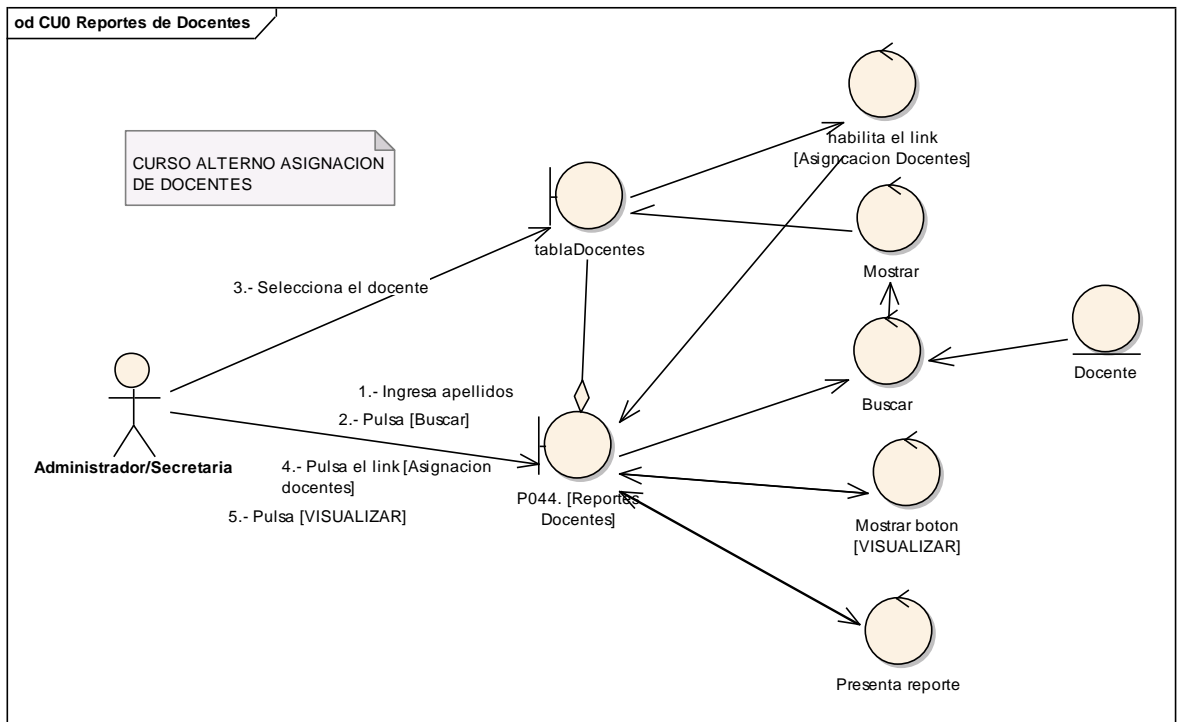 od CU0 Reportes de Docentes
CURSO ALTERNO ASIGNACION
DE DOCENTES
habilita el link
[Asigncacion Docentes]
tablaDocentes
Mostrar
3.- Selecciona el docente
Docente
1.- Ingresa apellidos
Buscar
2.- Pulsa [Buscar]
Administrador/Secretaria
4.- Pulsa el link [Asignacion
docentes]
P044. [Reportes
Docentes]
5.- Pulsa [VISUALIZAR]
Mostrar boton
[VISUALIZAR]
Presenta reporte